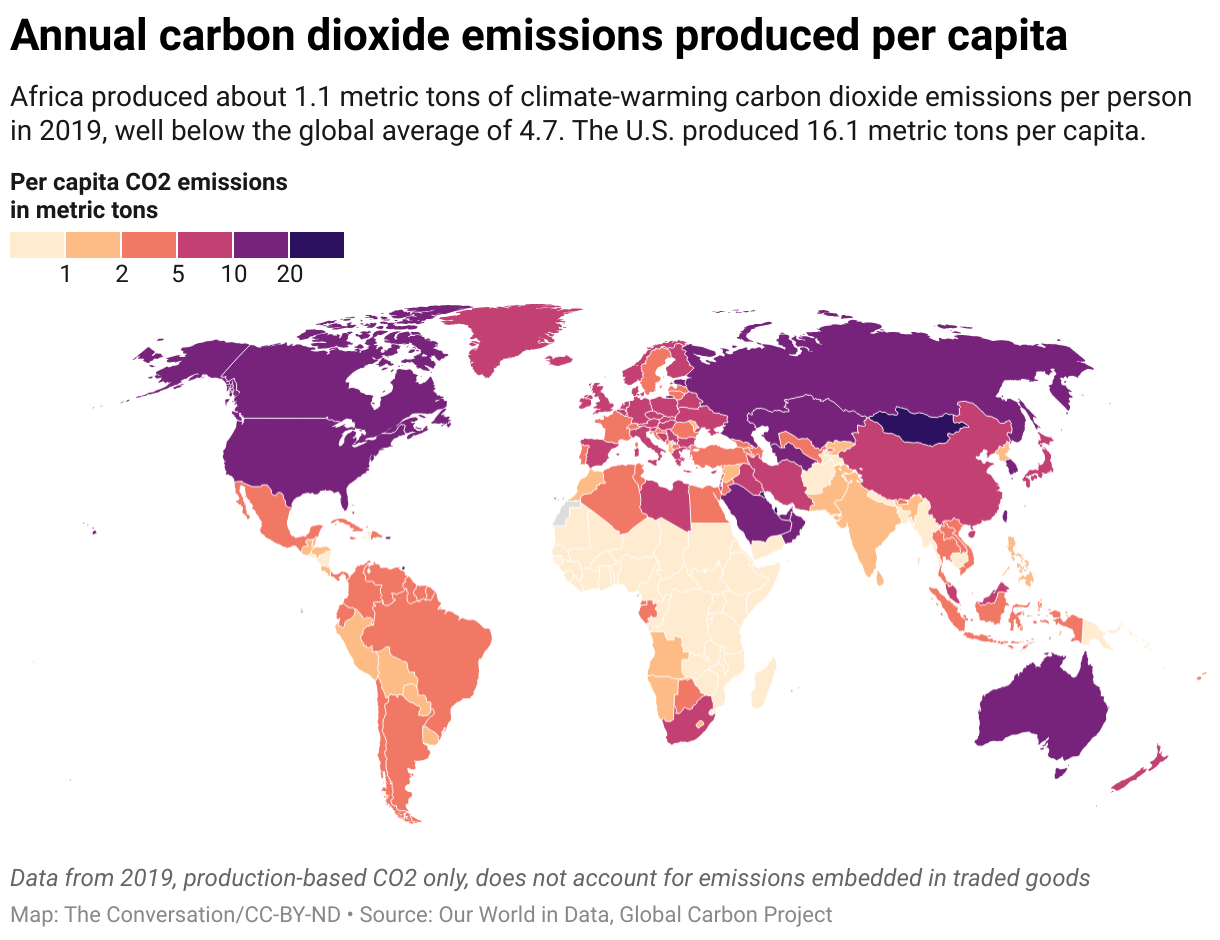 Annual carbon dioxide emissions produced per capita
Africa produced about 1.1 metric tons of climate-warming carbon dioxide emissions per person
in 2019, well below the global average of 4.7. The U.S. produced 16.1 metric tons per capita.
Per capita CO2 emissions
in metric tons
1 2 5 10 20
Data from 2019, production-based CO2 only, does not account for emissions embedded in traded goods
Map: The Conversation/CC-BY-ND • Source: Our World in Data, Global Carbon Project